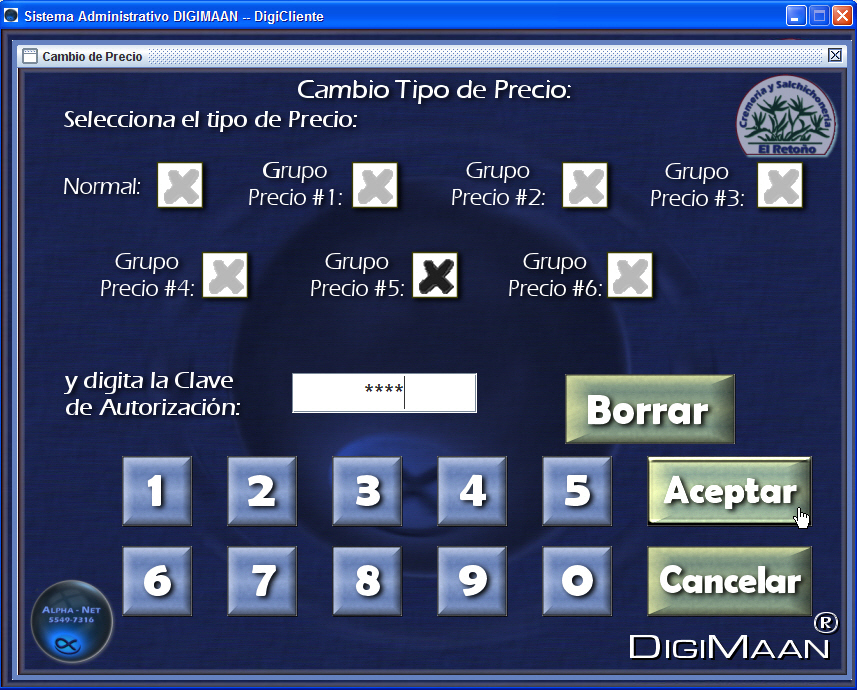 Sistema Administrativo DIGIMAAN -- DigiCliente
Cambio de Precio
Cambio Tipo de Precio:
Selecciona el tipo de Precio:
Cremería y Salchichonería
El Retoño
Normal:
Grupo
Precio #1:
Grupo
Precio #2:
Grupo
Precio #3:
Grupo
Precio #4:
Grupo
Precio #5:
Grupo
Precio #6:
y digita la Clave
de Autorización:
****
Borrar
1 2 3 4 5 Aceptar
6 7 8 9 0 Cancelar
ALPHA - NET
5549-7316
DIGIMAAN ®